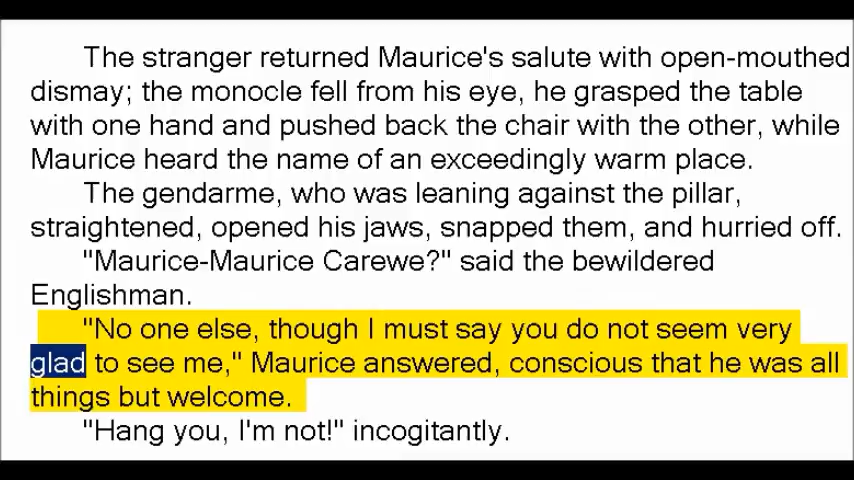 The stranger returned Maurice's salute with open-mouthed
dismay; the monocle fell from his eye, he grasped the table
with one hand and pushed back the chair with the other, while
Maurice heard the name of an exceedingly warm place.
The gendarme, who was leaning against the pillar,
straightened, opened his jaws, snapped them, and hurried off.
"Maurice-Maurice Carewe?" said the bewildered
Englishman.
"No one else, though I must say you do not seem very
glad to see me," Maurice answered, conscious that he was all
things but welcome.
"Hang you, I'm not!" incogitantly.